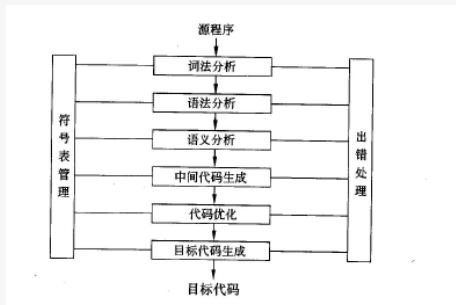 源程序
词法分析
语法分析
语义分析
中间代码生成
代码优化
目标代码生成
目标代码
符号表管理
出错处理